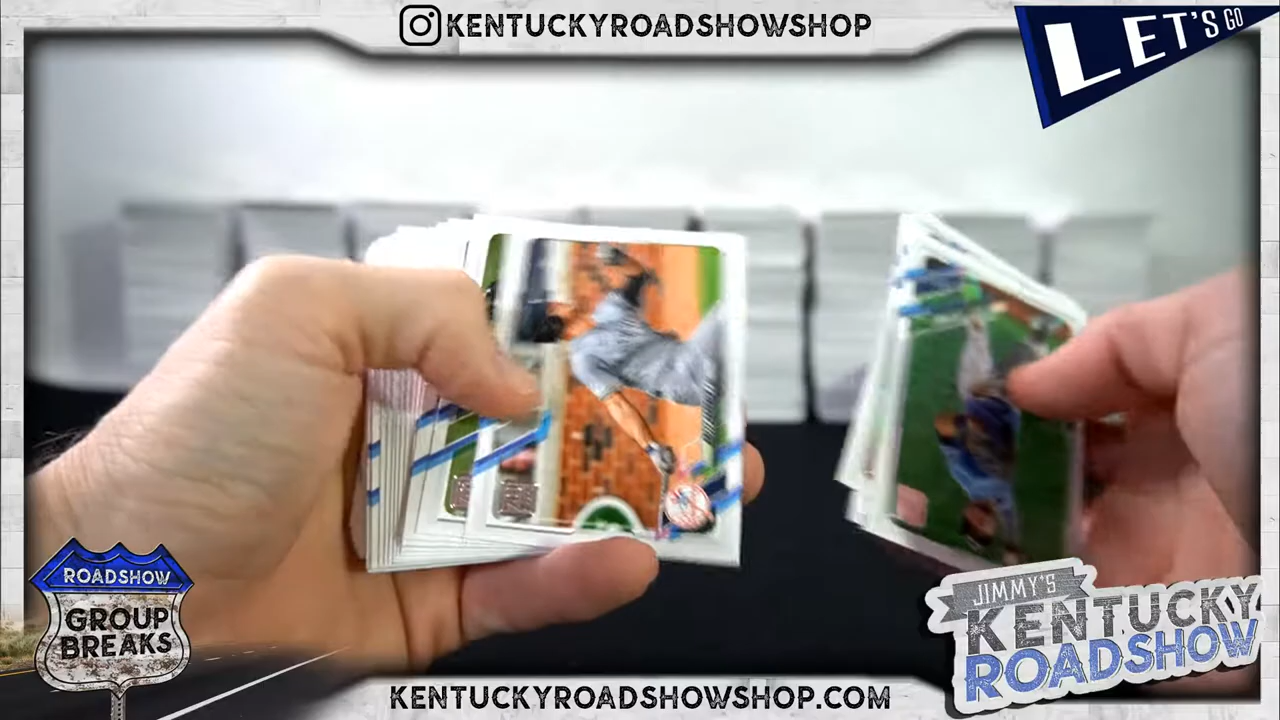 KENTUCKYROADSHOWSHOP
LET'S GO
ROADSHOW
GROUP
BREAKS
JIMMY'S
KENTUCKY
ROADSHOW
KENTUCKYROADSHOWSHOP.COM